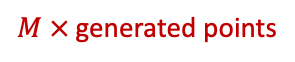 M × generated points